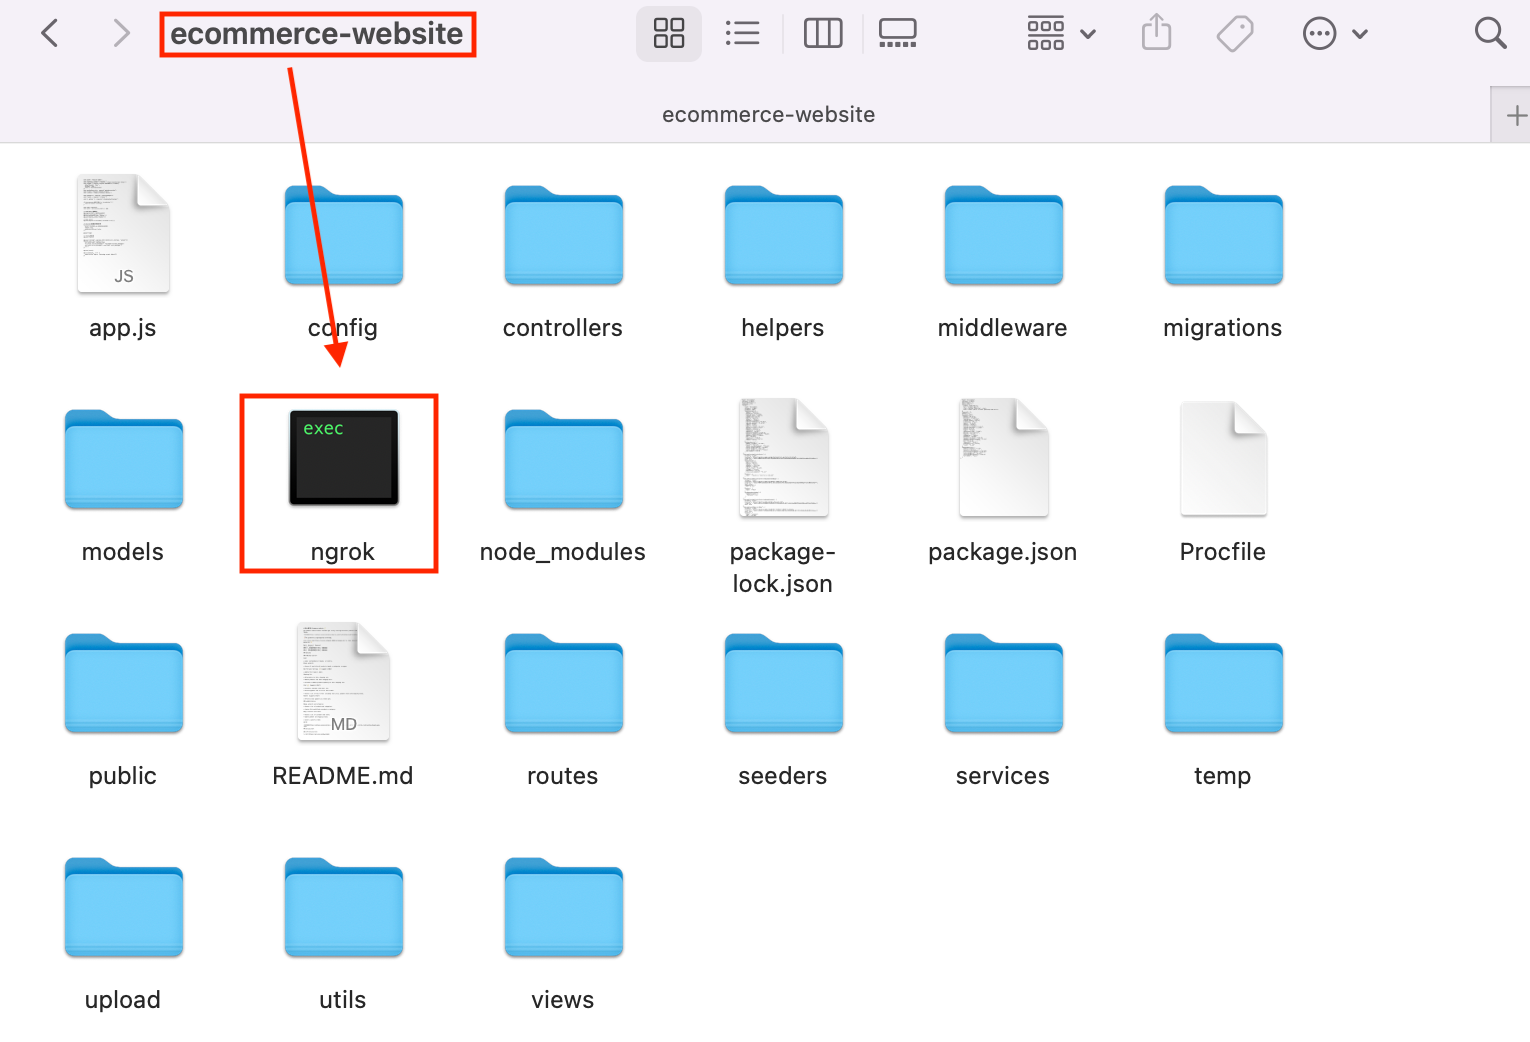 ecommerce-website
ecommerce-website
JS
app.js
config
controllers
helpers
middleware
migrations
models
exec
ngrok
node_modules
package-
lock.json
package.json
Procfile
public
MD
README.md
routes
seeders
services
temp
upload
utils
views